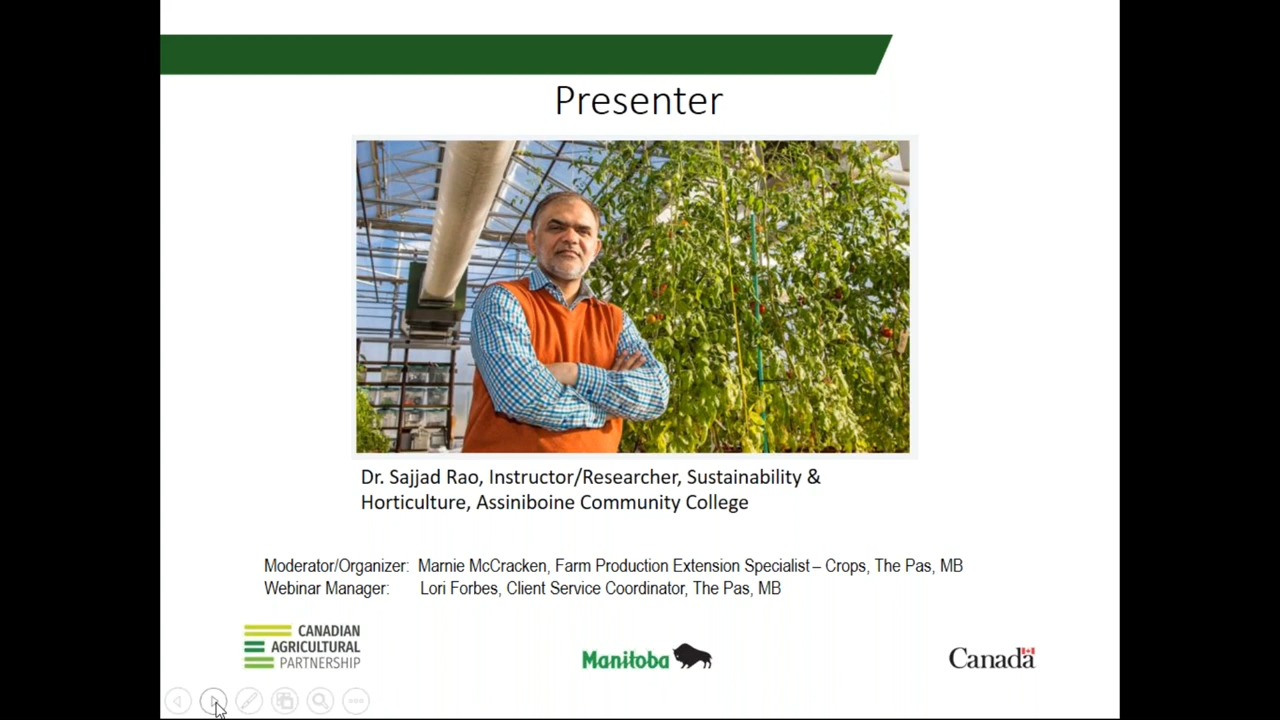 Presenter
Dr. Sajjad Rao, Instructor/Researcher, Sustainability &
Horticulture, Assiniboine Community College
Moderator/Organizer: Marnie McCracken, Farm Production Extension Specialist – Crops, The Pas, MB
Webinar Manager: Lori Forbes, Client Service Coordinator, The Pas, MB
CANADIAN
AGRICULTURAL
PARTNERSHIP
Manitoba
Canada